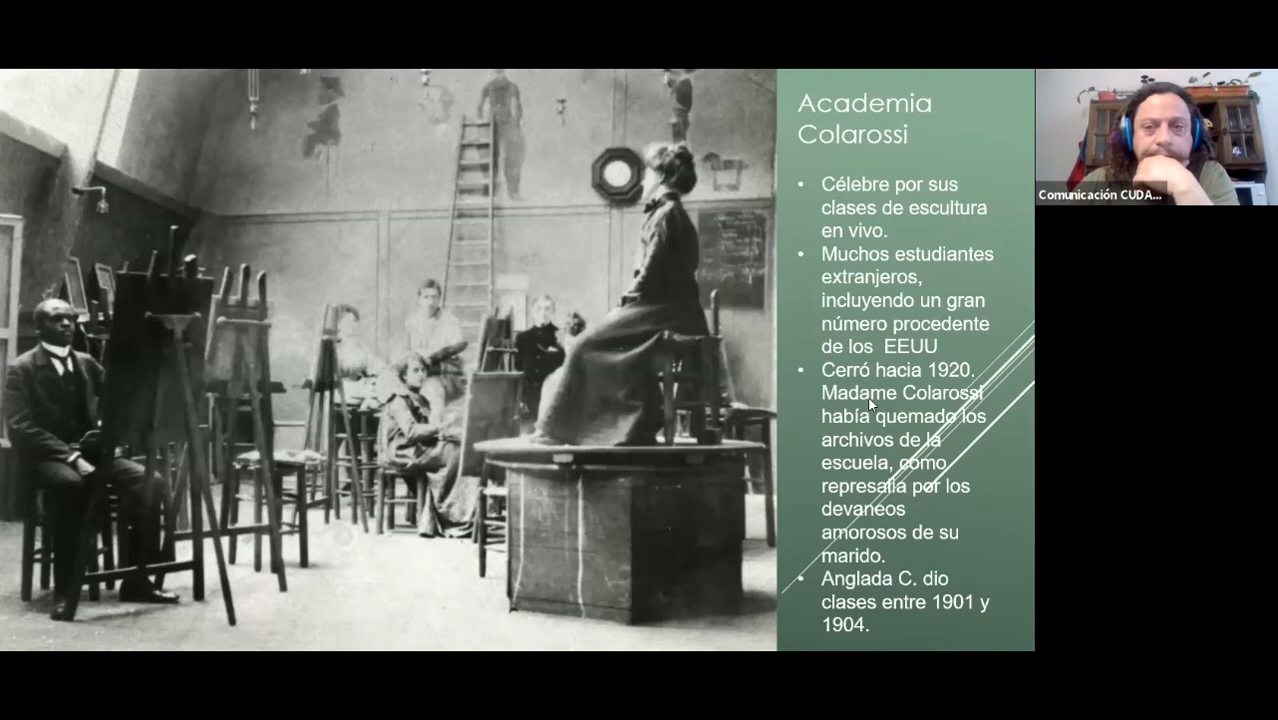 Academia
Colarossi
• Célebre por sus
clases de escultura
en vivo.
• Muchos estudiantes
extranjeros,
incluyendo un gran
número procedente
de los EEUU
• Cerró hacia 1920.
Madame Colarossi
había quemado los
archivos de la
escuela, como
represalia por los
devaneos
amorosos de su
marido.
• Anglada C. dio
clases entre 1901 y
1904.
Comunicación CUDA...